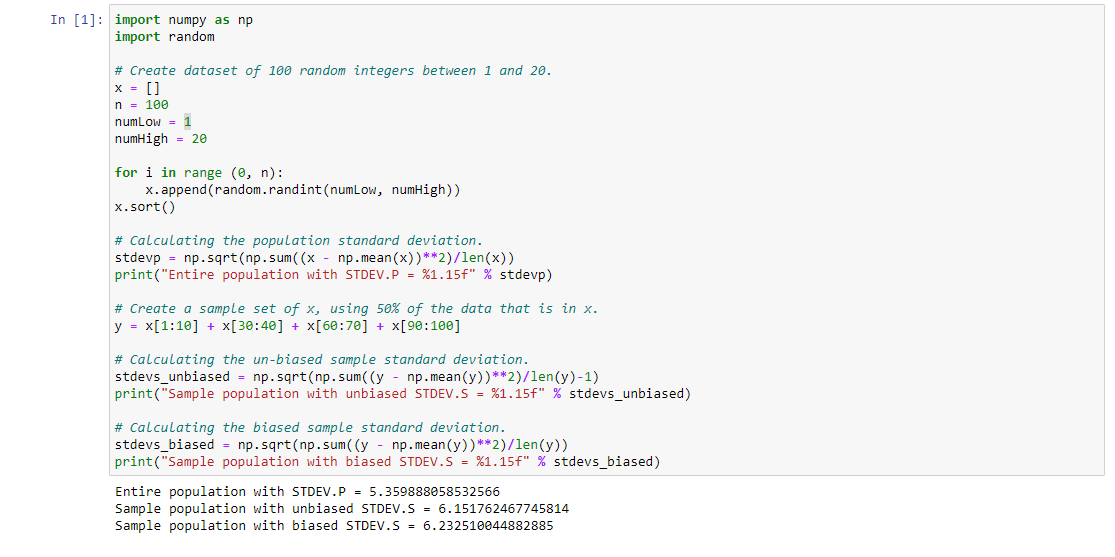 In [1]:
import numpy as np
import random
# Create dataset of 100 random integers between 1 and 20.
x = []
n = 100
numLow = 1
numHigh = 20
for i in range (0, n):
    x.append(random.randint(numLow, numHigh))
x.sort()
# Calculating the population standard deviation.
stdevp = np.sqrt(np.sum((x - np.mean(x))**2)/len(x))
print("Entire population with STDEV.P = %1.15f" % stdevp)
# Create a sample set of x, using 50% of the data that is in x.
y = x[1:10] + x[30:40] + x[60:70] + x[90:100]
# Calculating the un-biased sample standard deviation.
stdevs_unbiased = np.sqrt(np.sum((y - np.mean(y))**2)/len(y)-1)
print("Sample population with unbiased STDEV.S = %1.15f" % stdevs_unbiased)
# Calculating the biased sample standard deviation.
stdevs_biased = np.sqrt(np.sum((y - np.mean(y))**2)/len(y))
print("Sample population with biased STDEV.S = %1.15f" % stdevs_biased)
Entire population with STDEV.P = 5.359888058532566
Sample population with unbiased STDEV.S = 6.151762467745814
Sample population with biased STDEV.S = 6.232510044882885